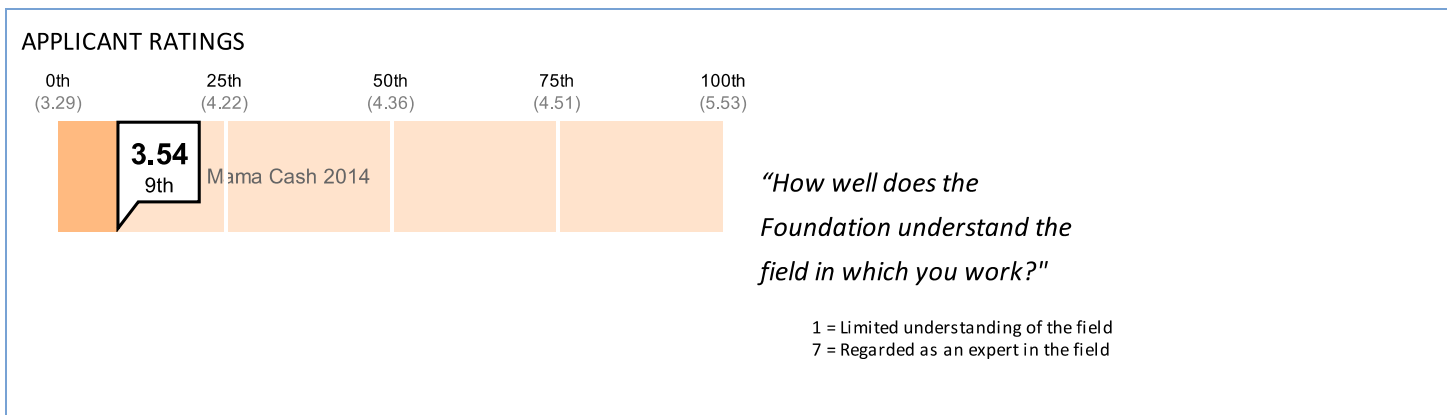 APPLICANT RATINGS
0th 25th 50th 75th 100th
(3.29) (4.22) (4.36) (4.51) (5.53)
3.54
9th
Mama Cash 2014
“How well does the
Foundation understand the
field in which you work?"
1 = Limited understanding of the field
7 = Regarded as an expert in the field